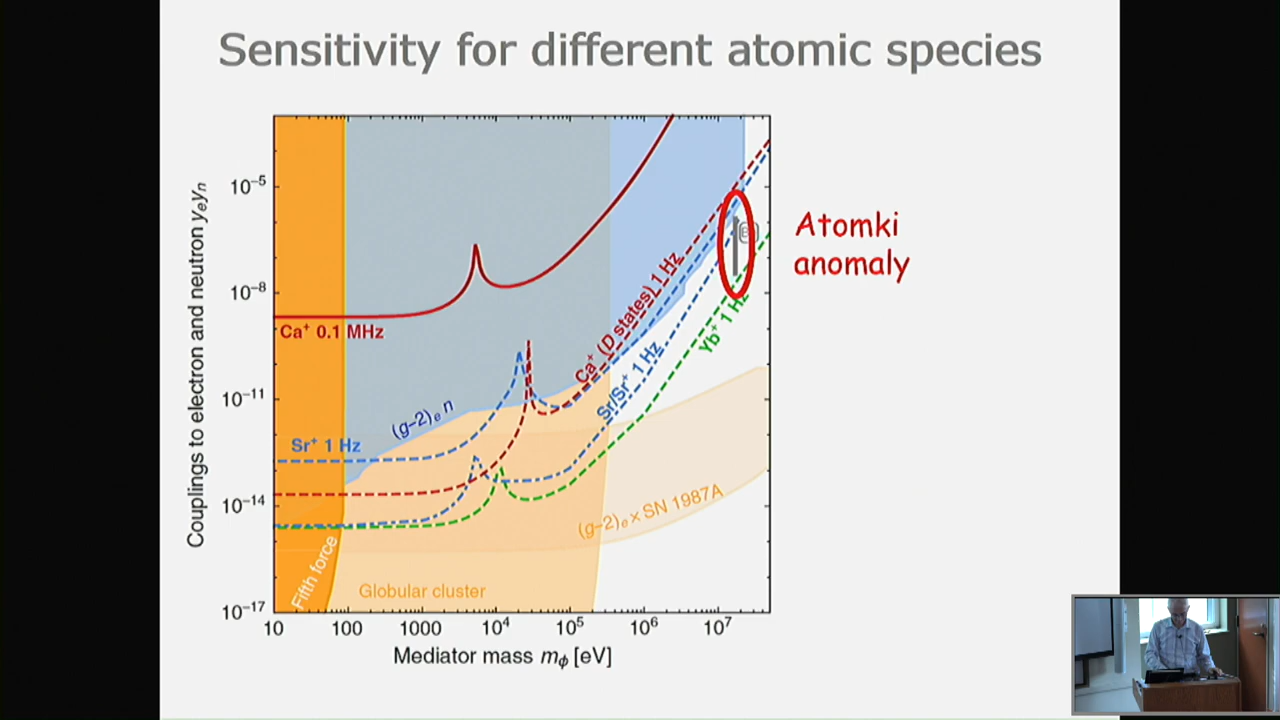 Sensitivity for different atomic species
Couplings to electron and neutron yₑyₙ
10⁻⁵
10⁻⁸
10⁻¹¹
10⁻¹⁴
10⁻¹⁷
Ca⁺ 0.1 MHz
(g–2)ₑ n
Sr⁺ 1 Hz
Ca⁺ (D states) 1 Hz
Sr/Sr⁺ 1 Hz
Yb⁺ 1 Hz
Atomki
anomaly
(g–2)ₑ × SN 1987A
Fifth force
Globular cluster
10
100
1000
10⁴
10⁵
10⁶
10⁷
Mediator mass m_ϕ [eV]